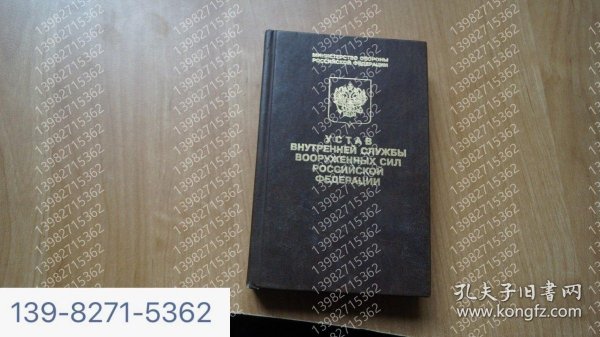 МИНИСТЕРСТВО ОБОРОНЫ
РОССИЙСКОЙ ФЕДЕРАЦИИ
УСТАВ
ВНУТРЕННЕЙ СЛУЖБЫ
ВООРУЖЕННЫХ СИЛ
РОССИЙСКОЙ
ФЕДЕРАЦИИ
13982715362
139-8271-5362
孔夫子旧书网
kongfz.com